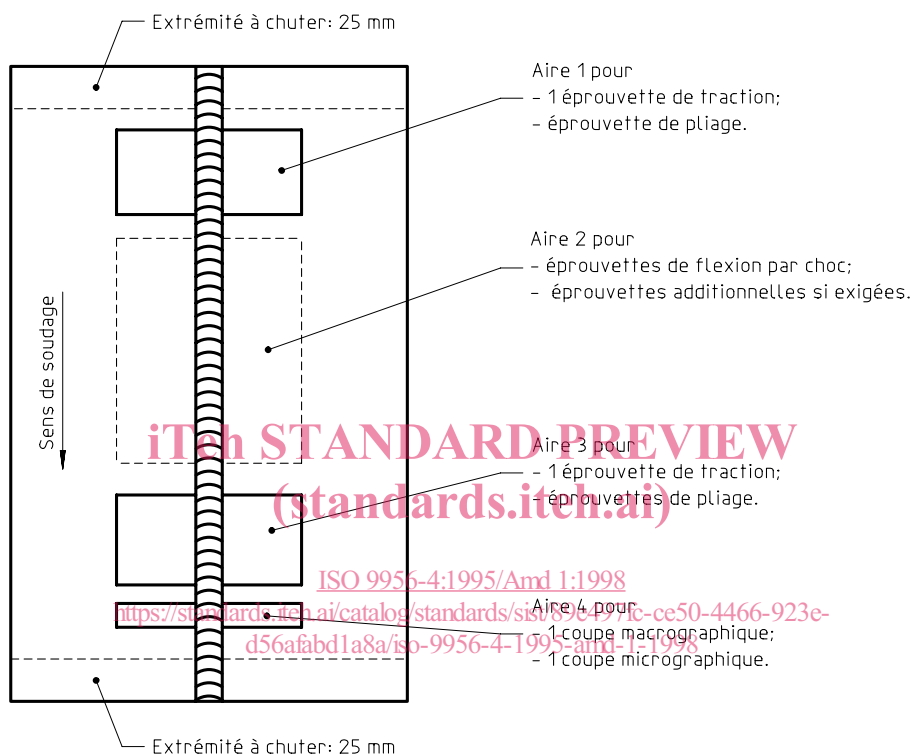 Extrémité à chuter: 25 mm
Aire 1 pour
- 1 éprouvette de traction;
- éprouvette de pliage.
Aire 2 pour
- éprouvettes de flexion par choc;
- éprouvettes additionnelles si exigées.
Sens de soudage
iTeh STANDARD PREVIEW
(standards.iteh.ai)
Aire 3 pour
- 1 éprouvette de traction;
- éprouvettes de pliage.
ISO 9956-4:1995/Amd 1:1998
https://standards.iteh.ai/catalog/standards/sist/89e497fc-ce50-4466-923e-
d56afabd1a8a/iso-9956-4-1995-amd-1-1998
Aire 4 pour
- 1 coupe macrographique;
- 1 coupe micrographique.
Extrémité à chuter: 25 mm